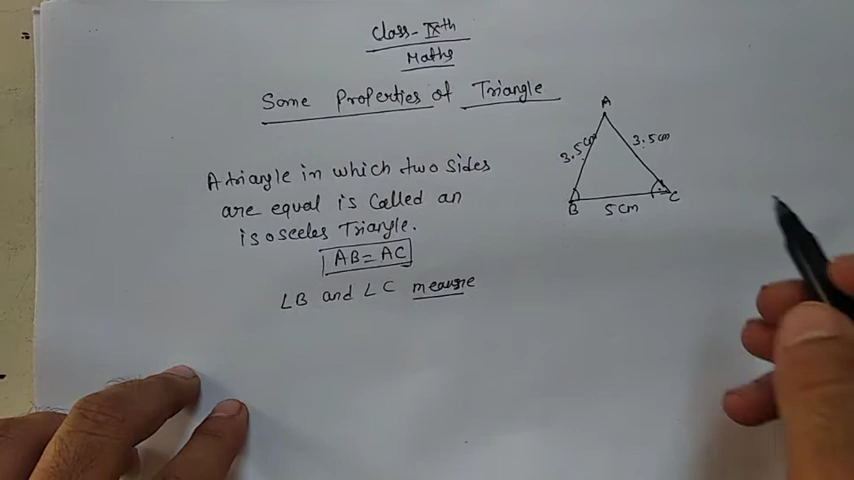 Class-IXth
Maths
Some Properties of Triangle
A triangle in which two sides
are equal is called an
isosceles Triangle.
AB = AC
∠B and ∠C measure
A
3.5cm
3.5cm
B
5cm
C